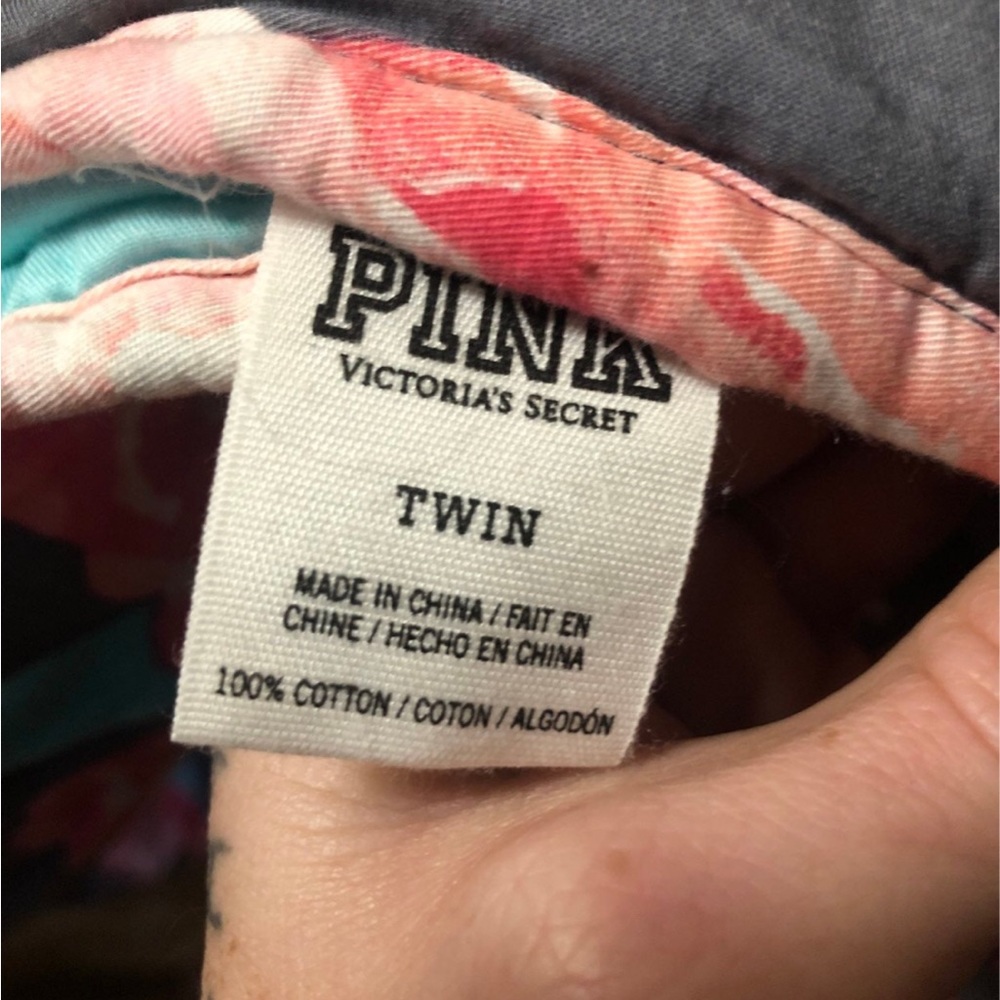 PINK
VICTORIA'S SECRET
TWIN
MADE IN CHINA / FAIT EN
CHINE / HECHO EN CHINA
100% COTTON / COTON / ALGODÓN